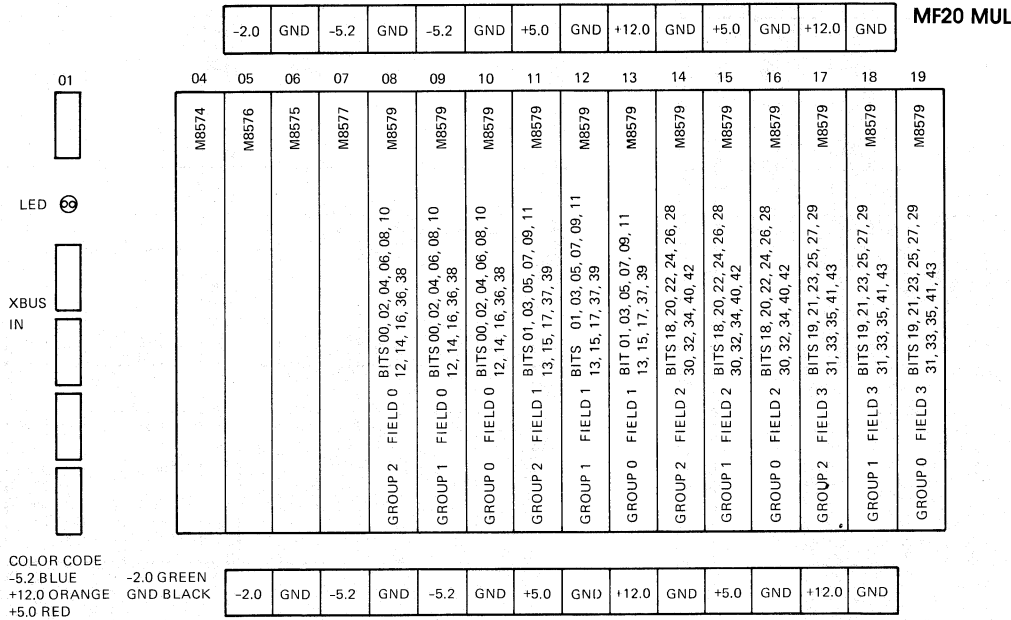 MF20 MUL
-2.0 GND -5.2 GND -5.2 GND +5.0 GND +12.0 GND +5.0 GND +12.0 GND
01 04 05 06 07 08 09 10 11 12 13 14 15 16 17 18 19
M8574
M8576
M8575
M8577
M8579
BITS 00, 02, 04, 06, 08, 10
12, 14, 16, 36, 38
GROUP 2 FIELD 0
M8579
BITS 00, 02, 04, 06, 08, 10
12, 14, 16, 36, 38
GROUP 1 FIELD 0
M8579
BITS 00, 02, 04, 06, 08, 10
12, 14, 16, 36, 38
GROUP 0 FIELD 0
M8579
BITS 01, 03, 05, 07, 09, 11
13, 15, 17, 37, 39
GROUP 2 FIELD 1
M8579
BITS 01, 03, 05, 07, 09, 11
13, 15, 17, 37, 39
GROUP 1 FIELD 1
M8579
BIT 01, 03, 05, 07, 09, 11
13, 15, 17, 37, 39
GROUP 0 FIELD 1
M8579
BITS 18, 20, 22, 24, 26, 28
30, 32, 34, 40, 42
GROUP 2 FIELD 2
M8579
BITS 18, 20, 22, 24, 26, 28
30, 32, 34, 40, 42
GROUP 1 FIELD 2
M8579
BITS 18, 20, 22, 24, 26, 28
30, 32, 34, 40, 42
GROUP 0 FIELD 2
M8579
BITS 19, 21, 23, 25, 27, 29
31, 33, 35, 41, 43
GROUP 2 FIELD 3
M8579
BITS 19, 21, 23, 25, 27, 29
31, 33, 35, 41, 43
GROUP 1 FIELD 3
M8579
BITS 19, 21, 23, 25, 27, 29
31, 33, 35, 41, 43
GROUP 0 FIELD 3
LED
XBUS
IN
COLOR CODE
-5.2 BLUE -2.0 GREEN
+12.0 ORANGE GND BLACK
+5.0 RED
-2.0 GND -5.2 GND -5.2 GND +5.0 GND +12.0 GND +5.0 GND +12.0 GND